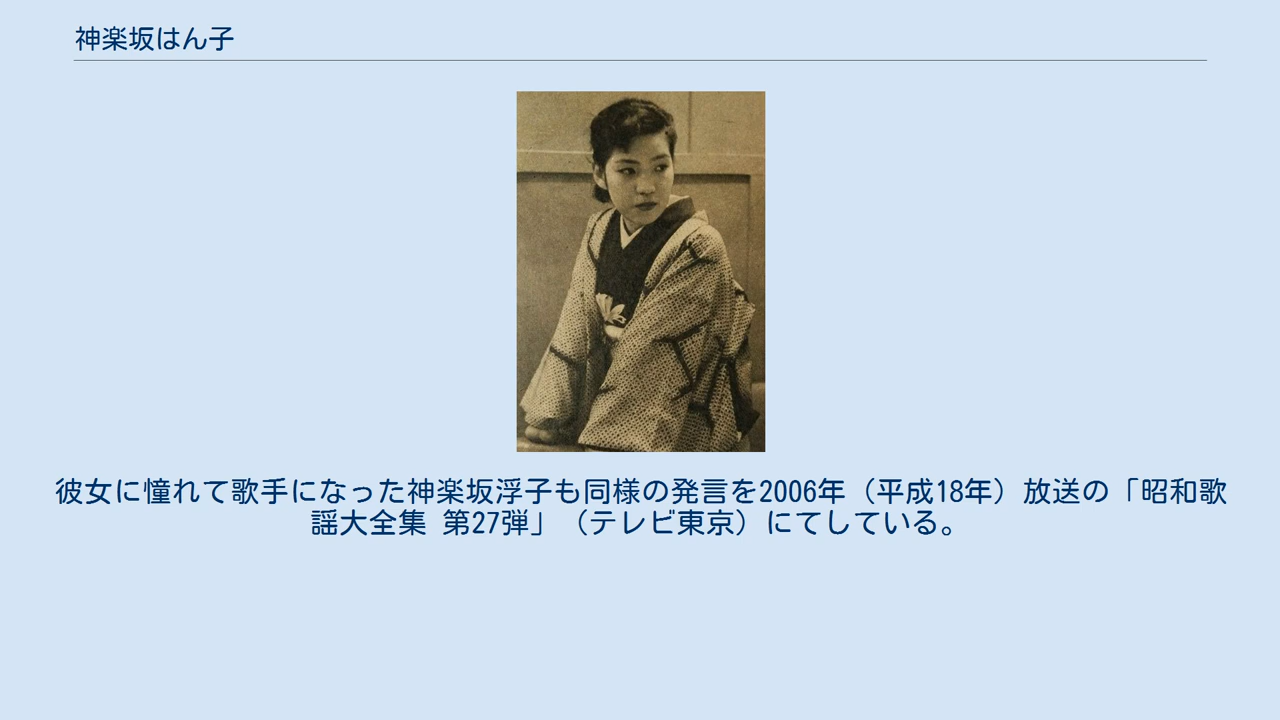 神楽坂はん子
彼女に憧れて歌手になった神楽坂浮子も同様の発言を2006年（平成18年）放送の「昭和歌
謡大全集 第27弾」（テレビ東京）にてしている。